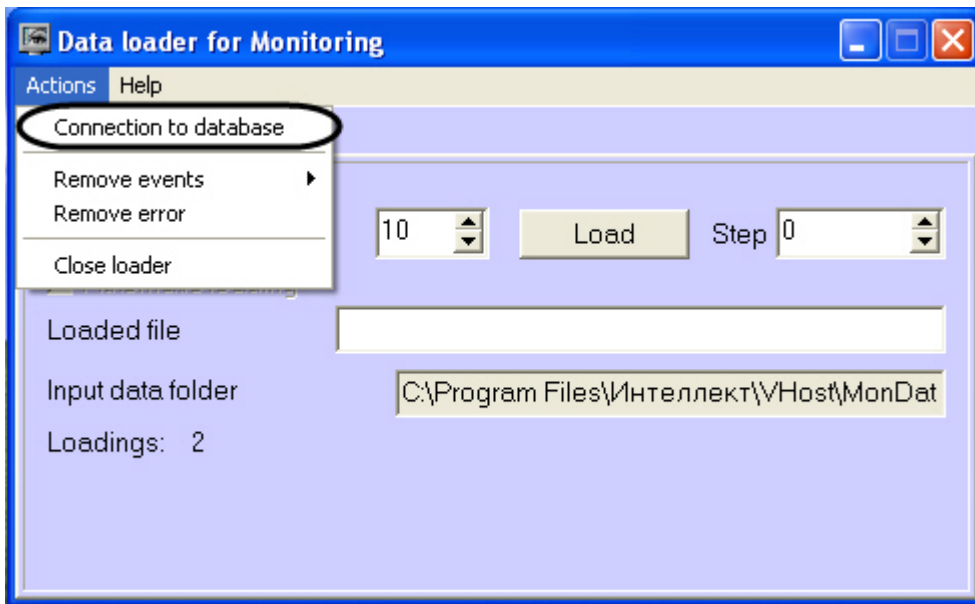 Data loader for Monitoring
Actions Help
Connection to database
Remove events
Remove error
10 Load Step 0
Close loader
Loaded file
Input data folder C:\Program Files\Интеллект\VHost\MonDat
Loadings: 2